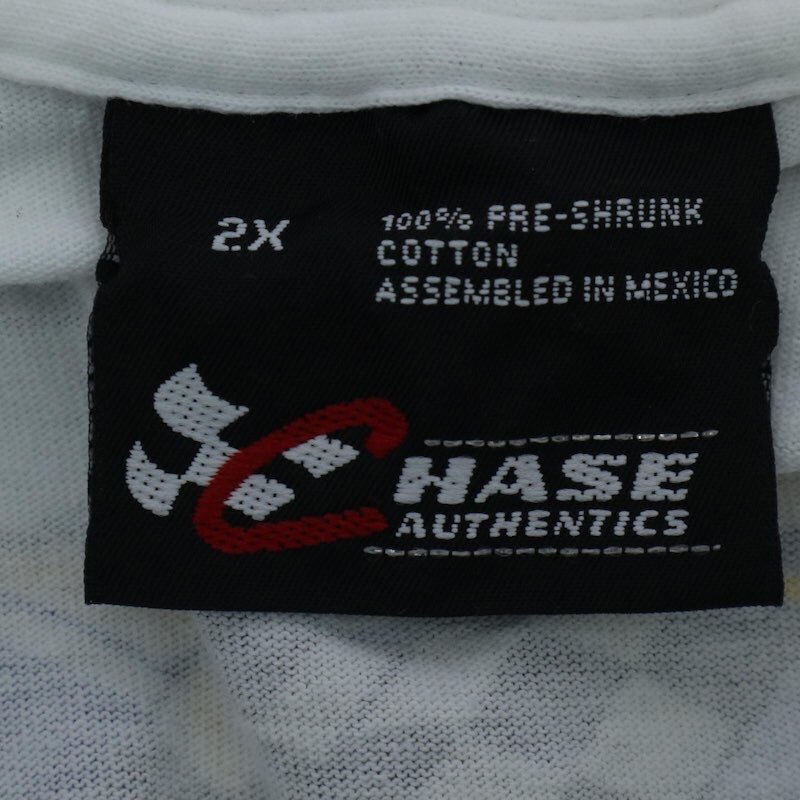 2X
100% PRE-SHRUNK
COTTON
ASSEMBLED IN MEXICO
CHASE
AUTHENTICS